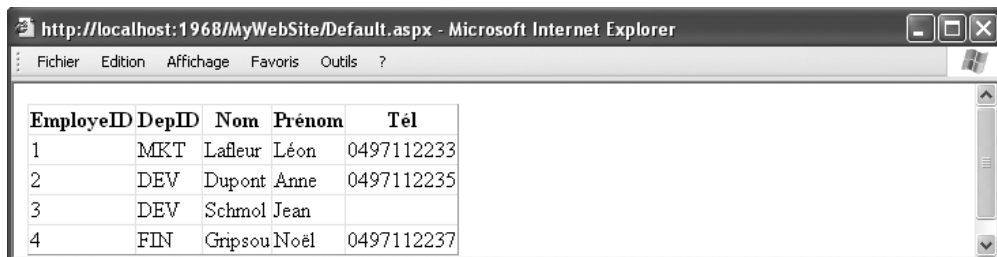 http://localhost:1968/MyWebSite/Default.aspx - Microsoft Internet Explorer
Fichier Edition Affichage Favoris Outils ?
EmployeID DepID Nom Prénom Tél
1 MKT Lafleur Léon 0497112233
2 DEV Dupont Anne 0497112235
3 DEV Schmol Jean
4 FIN Gripsou Noël 0497112237